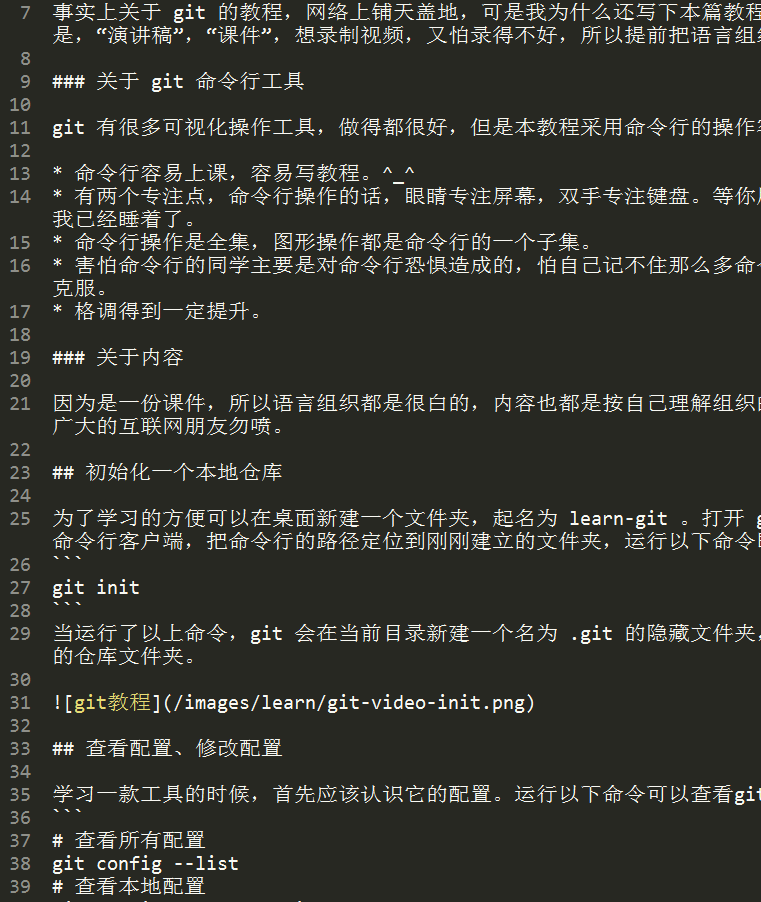 7 事实上关于 git 的教程，网络上铺天盖地，可是我为什么还写下本篇教程
是，“演讲稿”，“课件”，想录制视频，又怕录得不好，所以提前把语言组
8
9 ### 关于 git 命令行工具
10
11 git 有很多可视化操作工具，做得都很好，但是本教程采用命令行的操作
12
13 * 命令行容易上课，容易写教程。^_^
14 * 有两个专注点，命令行操作的话，眼睛专注屏幕，双手专注键盘。等你
我已经睡着了。
15 * 命令行操作是全集，图形操作都是命令行的一个子集。
16 * 害怕命令行的同学主要是对命令行恐惧造成的，怕自己记不住那么多命
克服。
17 * 格调得到一定提升。
18
19 ### 关于内容
20
21 因为是一份课件，所以语言组织都是很白的，内容也都是按自己理解组织
广大的互联网朋友勿喷。
22
23 ## 初始化一个本地仓库
24
25 为了学习的方便可以在桌面新建一个文件夹，起名为 learn-git 。打开
命令行客户端，把命令行的路径定位到刚刚建立的文件夹，运行以下命令
26 ```
27 git init
28 ```
29 当运行了以上命令，git 会在当前目录新建一个名为 .git 的隐藏文件夹，
的仓库文件夹。
30
31 ![git教程](/images/learn/git-video-init.png)
32
33 ## 查看配置、修改配置
34
35 学习一款工具的时候，首先应该认识它的配置。运行以下命令可以查看git
36 ```
37 # 查看所有配置
38 git config --list
39 # 查看本地配置